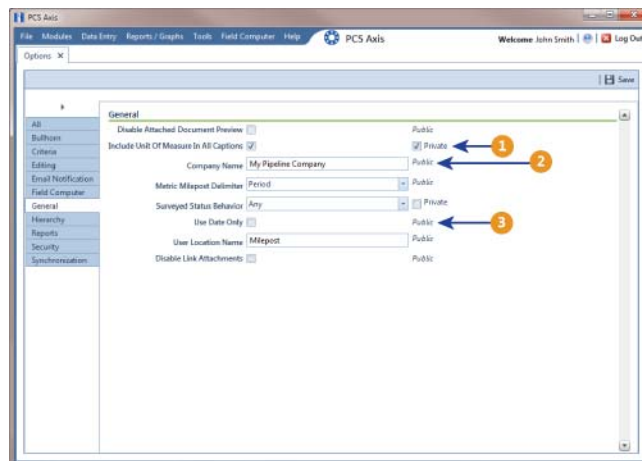 PCS Axis
File Modules Data Entry Reports / Graphs Tools Field Computer Help PCS Axis Welcome John Smith | | Log Out
Options X
| Save
All
Bullhorn
Criteria
Editing
Email Notification
Field Computer
General
Hierarchy
Reports
Security
Synchronization
General
Disable Attached Document Preview Public
Include Unit Of Measure In All Captions Private 1
Company Name My Pipeline Company Public 2
Metric Milepost Delimiter Period Public
Surveyed Status Behavior Any Private
Use Date Only Public 3
User Location Name Milepost Public
Disable Link Attachments Public